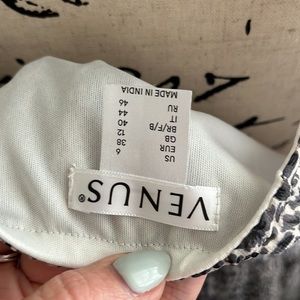 VENUS®
US 6
EUR 38
GB 12
BR/F/B 40
IT 44
RU 46
MADE IN INDIA